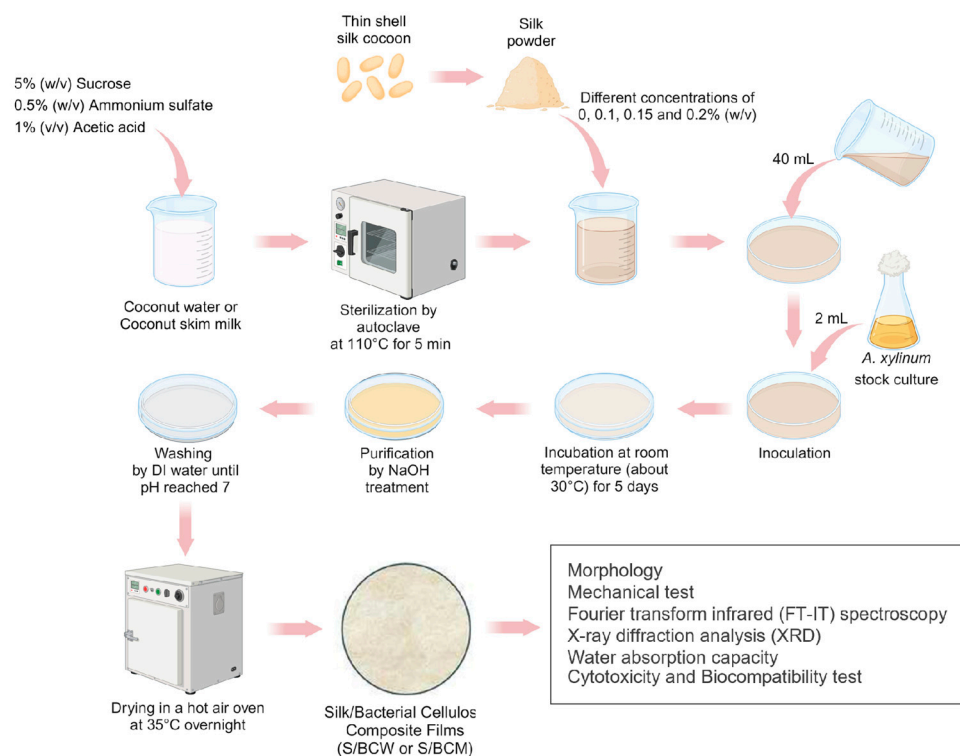 Thin shell
silk cocoon
Silk
powder
5% (w/v) Sucrose
0.5% (w/v) Ammonium sulfate
1% (v/v) Acetic acid
Different concentrations of
0, 0.1, 0.15 and 0.2% (w/v)
40 mL
Coconut water or
Coconut skim milk
Sterilization by
autoclave
at 110°C for 5 min
2 mL
A. xylinum
stock culture
Washing
by DI water until
pH reached 7
Purification
by NaOH
treatment
Incubation at room
temperature (about
30°C) for 5 days
Inoculation
Drying in a hot air oven
at 35°C overnight
Silk/Bacterial Cellulos
Composite Films
(S/BCW or S/BCM)
Morphology
Mechanical test
Fourier transform infrared (FT-IT) spectroscopy
X-ray diffraction analysis (XRD)
Water absorption capacity
Cytotoxicity and Biocompatibility test